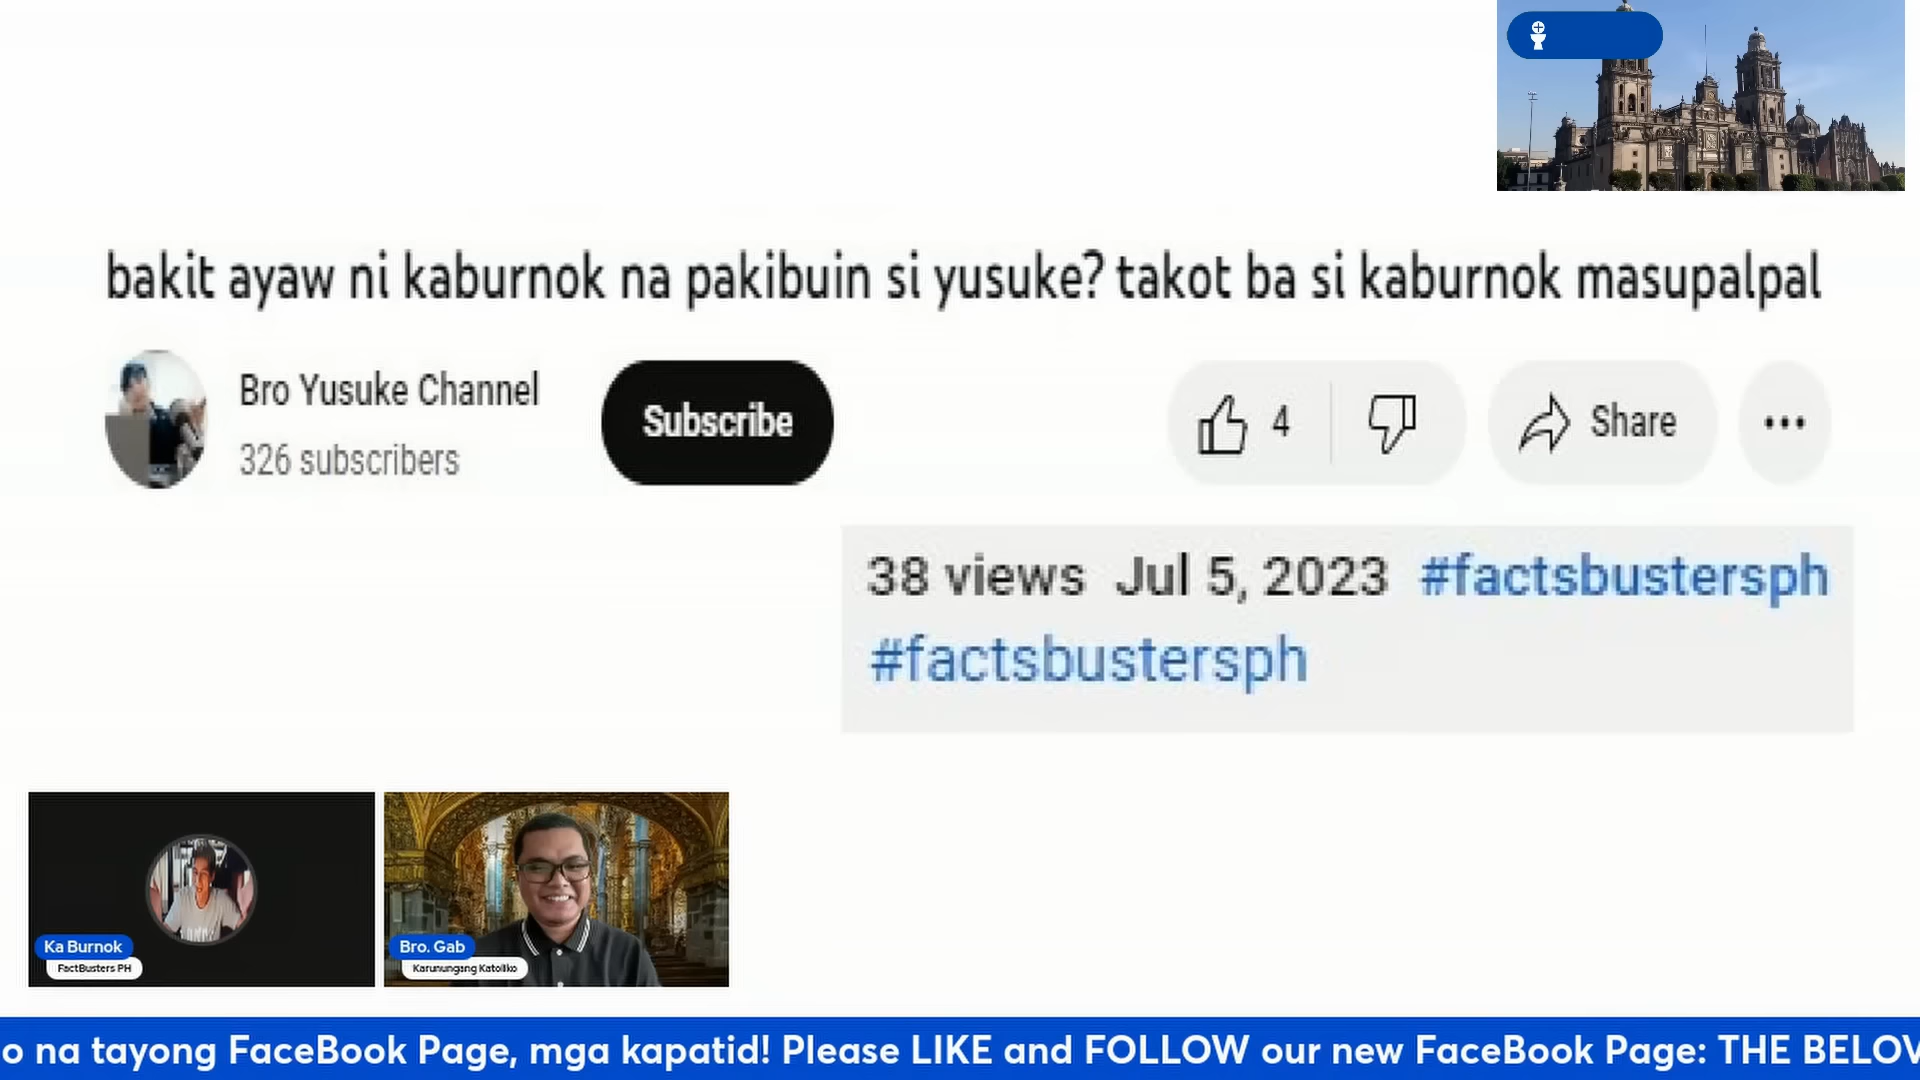 bakit ayaw ni kaburnok na pakibuin si yusuke? takot ba si kaburnok masupalpal
Bro Yusuke Channel
326 subscribers
Subscribe
4
Share
38 views Jul 5, 2023 #factsbustersph
#factsbustersph
Ka Burnok
FactBusters PH
Bro. Gab
Karunungang Katoliko
o na tayong FaceBook Page, mga kapatid! Please LIKE and FOLLOW our new FaceBook Page: THE BELOV